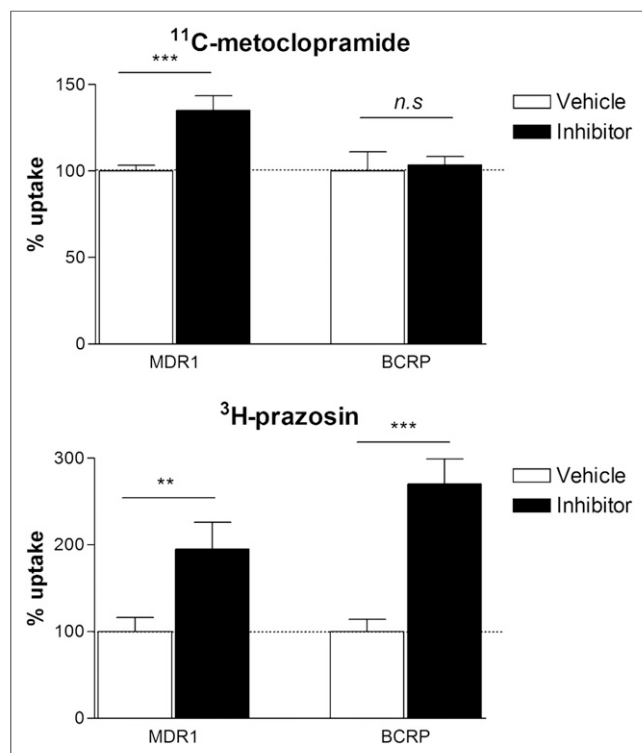 ¹¹C-metoclopramide
***
n.s
Vehicle
Inhibitor
150
100
50
0
% uptake
MDR1
BCRP
³H-prazosin
**
***
Vehicle
Inhibitor
300
200
100
0
% uptake
MDR1
BCRP